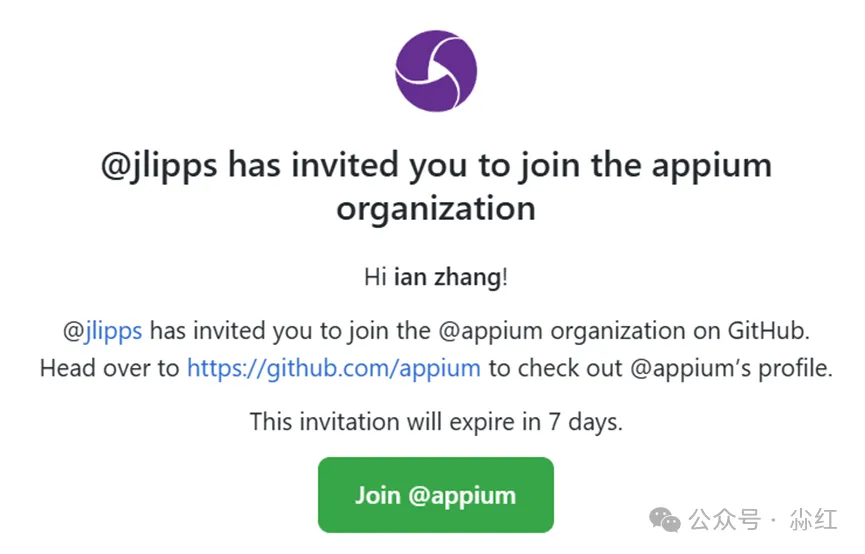 @jlipps has invited you to join the appium
organization
Hi ian zhang!
@jlipps has invited you to join the @appium organization on GitHub.
Head over to https://github.com/appium to check out @appium’s profile.
This invitation will expire in 7 days.
Join @appium
公众号 · 尛红